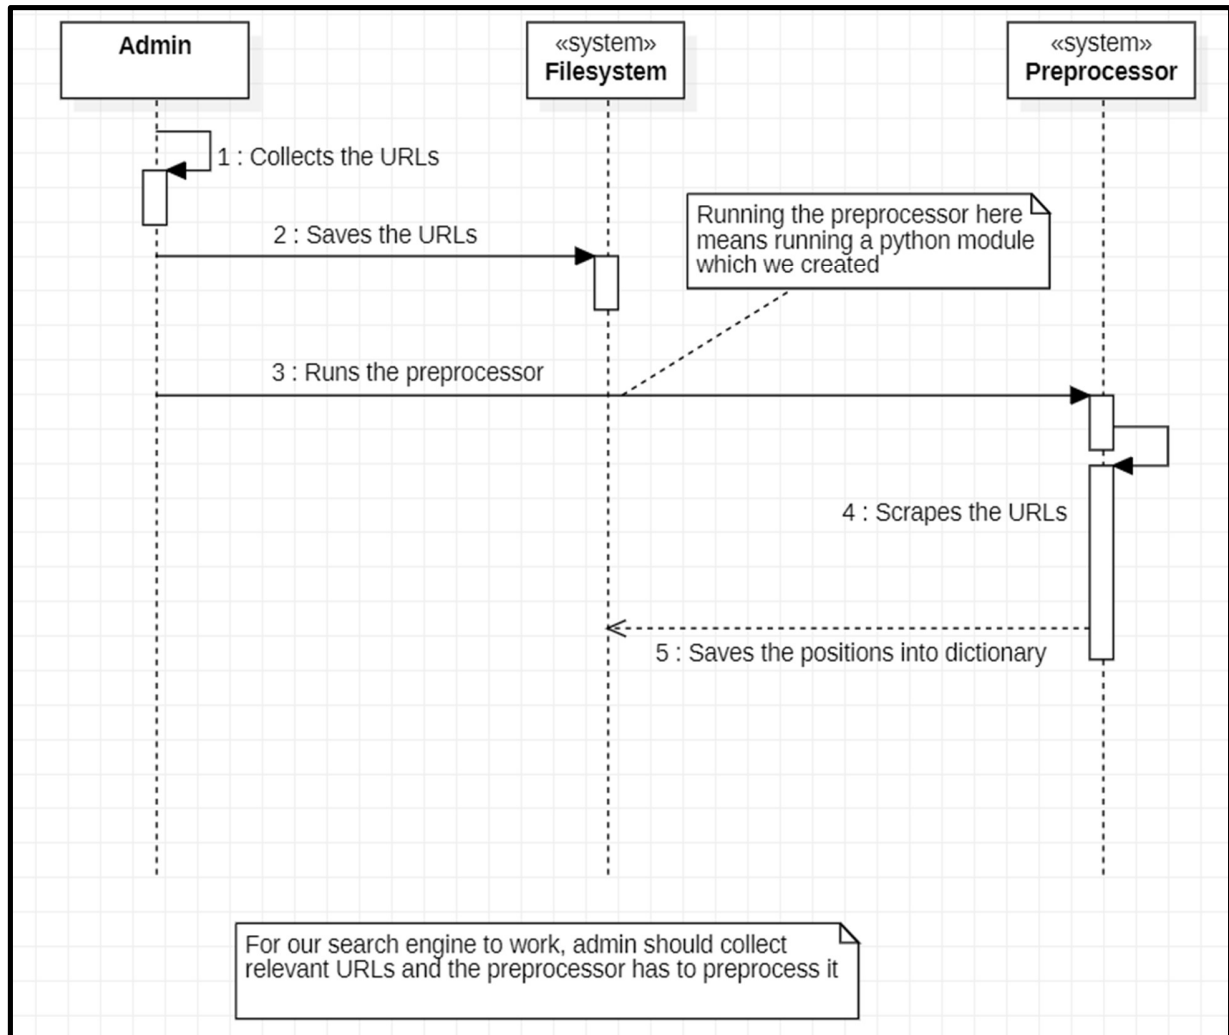 Admin
«system»
Filesystem
«system»
Preprocessor
1 : Collects the URLs
2 : Saves the URLs
Running the preprocessor here
means running a python module
which we created
3 : Runs the preprocessor
4 : Scrapes the URLs
5 : Saves the positions into dictionary
For our search engine to work, admin should collect
relevant URLs and the preprocessor has to preprocess it